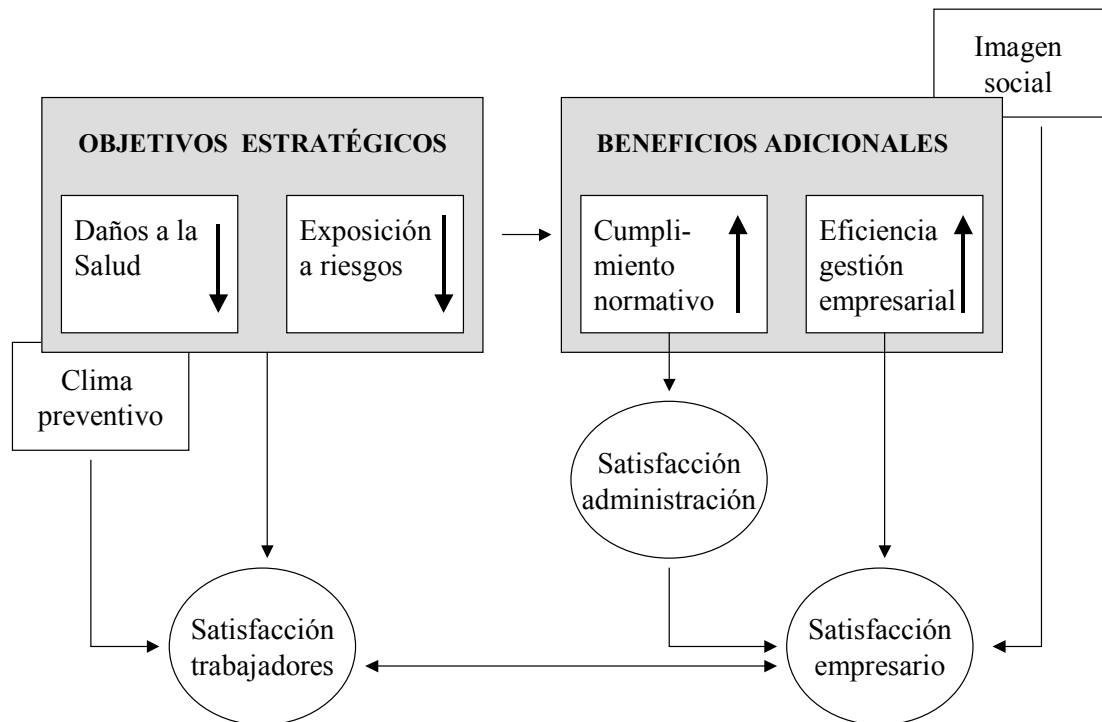 Imagen
social
OBJETIVOS ESTRATÉGICOS
BENEFICIOS ADICIONALES
Daños a la
Salud
Exposición
a riesgos
Cumpli-
miento
normativo
Eficiencia
gestión
empresarial
Clima
preventivo
Satisfacción
administración
Satisfacción
trabajadores
Satisfacción
empresario